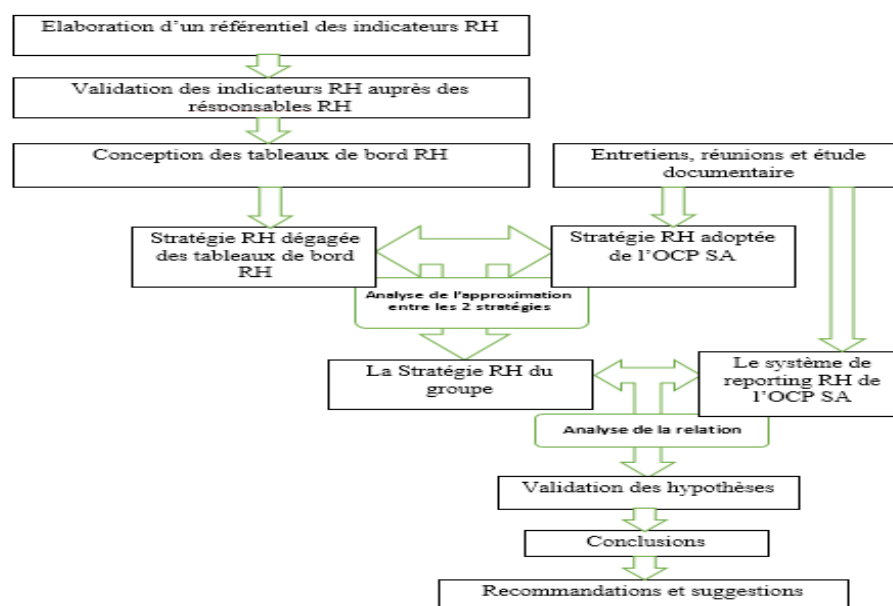 Elaboration d'un référentiel des indicateurs RH
Validation des indicateurs RH auprès des
résponsables RH
Conception des tableaux de bord RH
Entretiens, réunions et étude
documentaire
Stratégie RH dégagée
des tableaux de bord
RH
Stratégie RH adoptée
de l'OCP SA
Analyse de l'approximation
entre les 2 stratégies
La Stratégie RH du
groupe
Le système de
reporting RH de
l'OCP SA
Analyse de la relation
Validation des hypothèses
Conclusions
Recommandations et suggestions